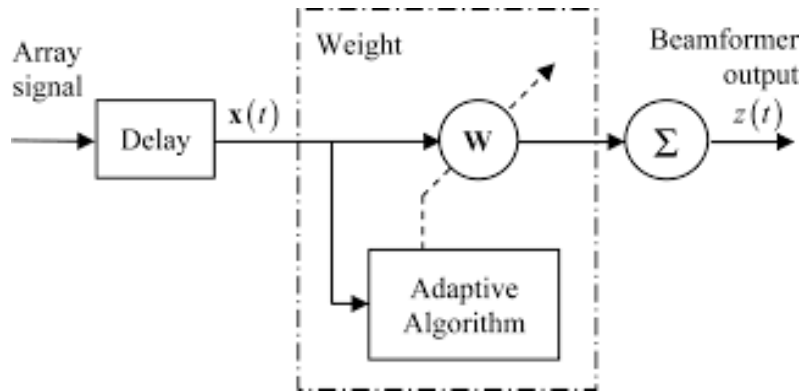 Array
signal
Delay
x(t)
Weight
W
Adaptive
Algorithm
Σ
Beamformer
output
z(t)